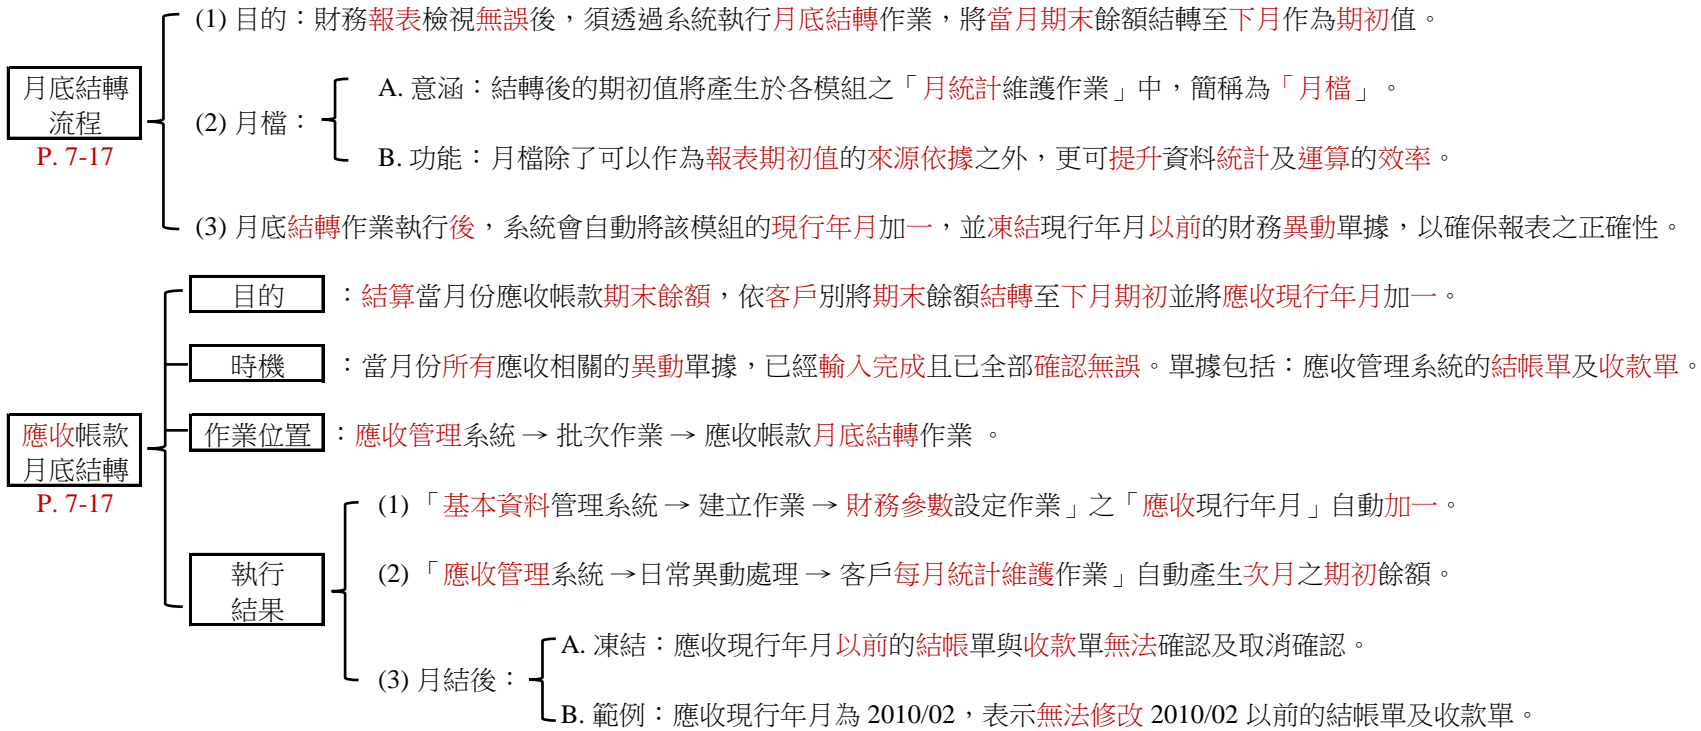 (1) 目的：財務報表檢視無誤後，須透過系統執行月底結轉作業，將當月期末餘額結轉至下月作為期初值。
月底結轉
流程
P. 7-17
(2) 月檔：
A. 意涵：結轉後的期初值將產生於各模組之「月統計維護作業」中，簡稱為「月檔」。
B. 功能：月檔除了可以作為報表期初值的來源依據之外，更可提升資料統計及運算的效率。
(3) 月底結轉作業執行後，系統會自動將該模組的現行年月加一，並凍結現行年月以前的財務異動單據，以確保報表之正確性。
應收帳款
月底結轉
P. 7-17
目的：結算當月份應收帳款期末餘額，依客戶別將期末餘額結轉至下月期初並將應收現行年月加一。
時機：當月份所有應收相關的異動單據，已經輸入完成且已全部確認無誤。單據包括：應收管理系統的結帳單及收款單。
作業位置：應收管理系統 → 批次作業 → 應收帳款月底結轉作業 。
執行
結果
(1) 「基本資料管理系統 → 建立作業 → 財務參數設定作業」之「應收現行年月」自動加一。
(2) 「應收管理系統 →日常異動處理 → 客戶每月統計維護作業」自動產生次月之期初餘額。
(3) 月結後：
A. 凍結：應收現行年月以前的結帳單與收款單無法確認及取消確認。
B. 範例：應收現行年月為 2010/02，表示無法修改 2010/02 以前的結帳單及收款單。